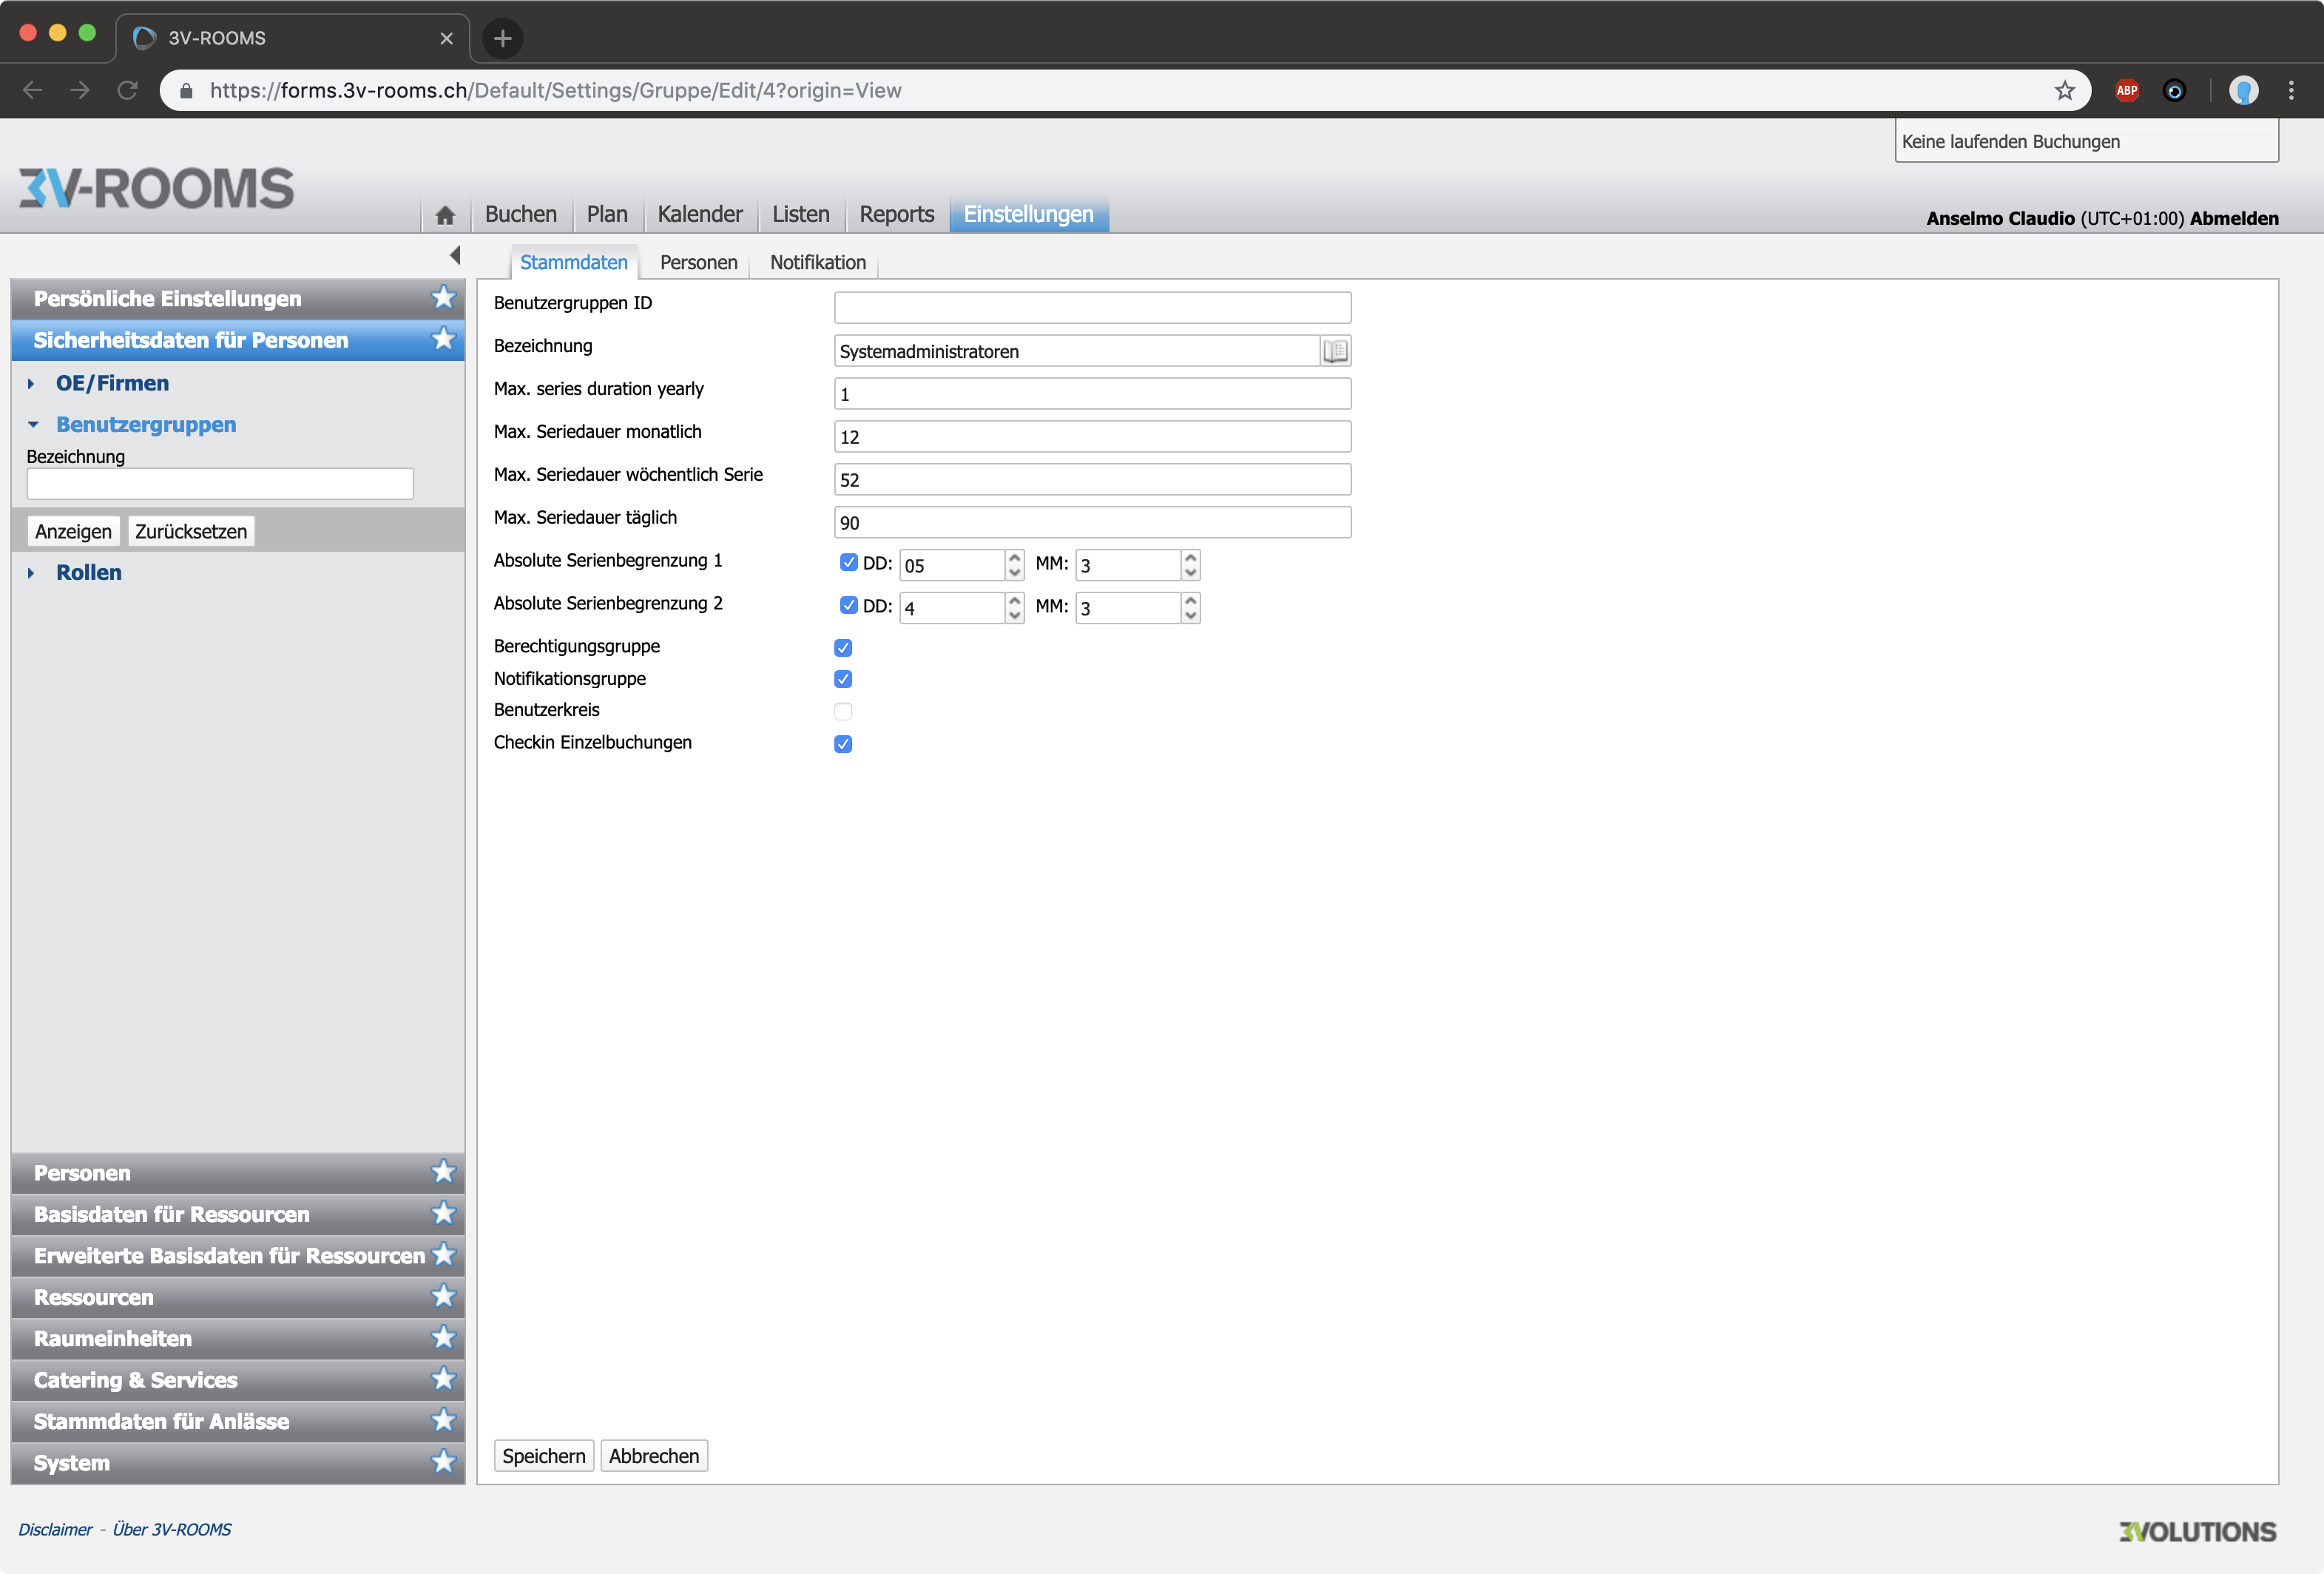 3V-ROOMS
https://forms.3v-rooms.ch/Default/Settings/Gruppe/Edit/4?origin=View
ABP
Keine laufenden Buchungen
3V-ROOMS
Buchen Plan Kalender Listen Reports Einstellungen
Anselmo Claudio (UTC+01:00) Abmelden
Stammdaten Personen Notifikation
Persönliche Einstellungen
Sicherheitsdaten für Personen
OE/Firmen
Benutzergruppen
Bezeichnung
Anzeigen Zurücksetzen
Rollen
Personen
Basisdaten für Ressourcen
Erweiterte Basisdaten für Ressourcen
Ressourcen
Raumeinheiten
Catering & Services
Stammdaten für Anlässe
System
Benutzergruppen ID
Bezeichnung Systemadministratoren
Max. series duration yearly 1
Max. Seriedauer monatlich 12
Max. Seriedauer wöchentlich Serie 52
Max. Seriedauer täglich 90
Absolute Serienbegrenzung 1 DD: 05 MM: 3
Absolute Serienbegrenzung 2 DD: 4 MM: 3
Berechtigungsgruppe
Notifikationsgruppe
Benutzerkreis
Checkin Einzelbuchungen
Speichern Abbrechen
Disclaimer - Über 3V-ROOMS
3VOLUTIONS